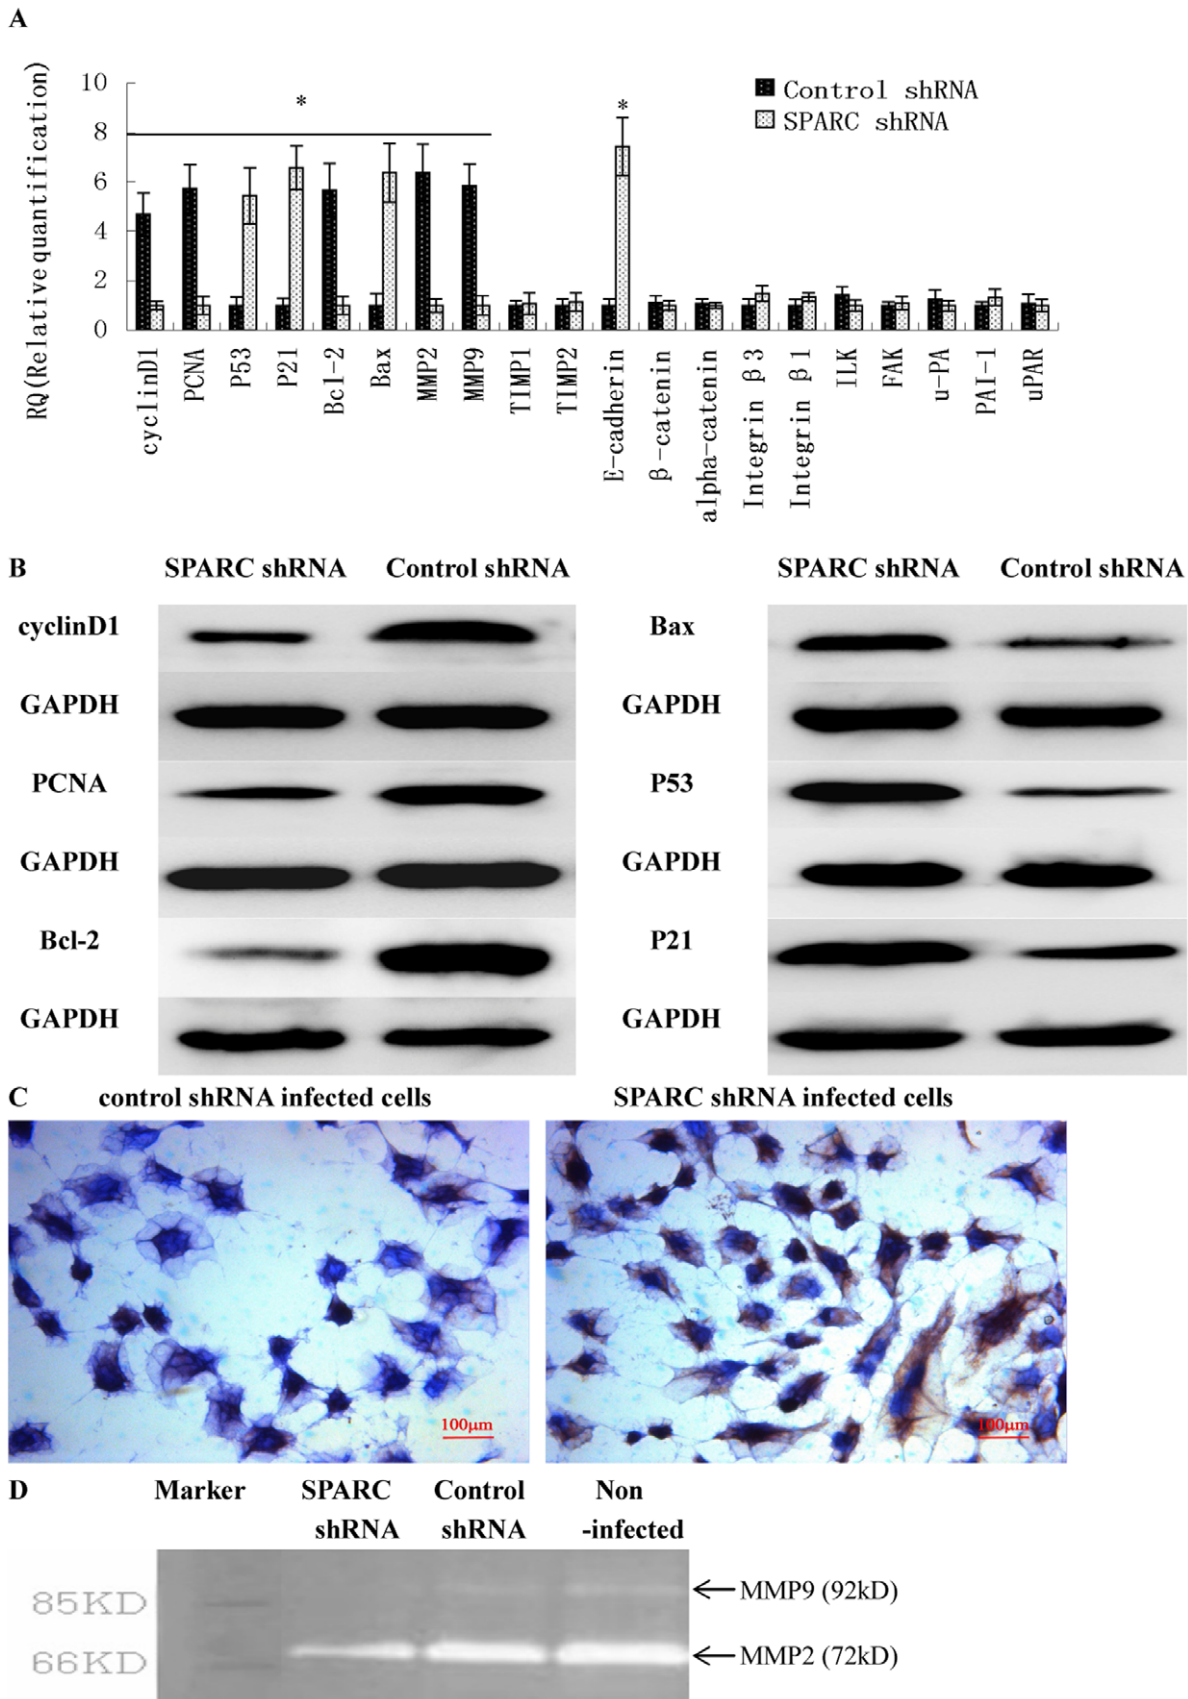 A
RQ(Relative quantification)
10
8
6
4
2
0
*
*
Control shRNA
SPARC shRNA
cyclinD1
PCNA
P53
P21
Bcl-2
Bax
MMP2
MMP9
TIMP1
TIMP2
E-cadherin
β-catenin
alpha-catenin
Integrin β3
Integrin β1
ILK
FAK
u-PA
PAI-1
uPAR
B
SPARC shRNA Control shRNA
cyclinD1
GAPDH
PCNA
GAPDH
Bcl-2
GAPDH
SPARC shRNA Control shRNA
Bax
GAPDH
P53
GAPDH
P21
GAPDH
C
control shRNA infected cells
SPARC shRNA infected cells
100μm
100μm
D
Marker
SPARC
shRNA
Control
shRNA
Non
-infected
85KD
66KD
MMP9 (92kD)
MMP2 (72kD)